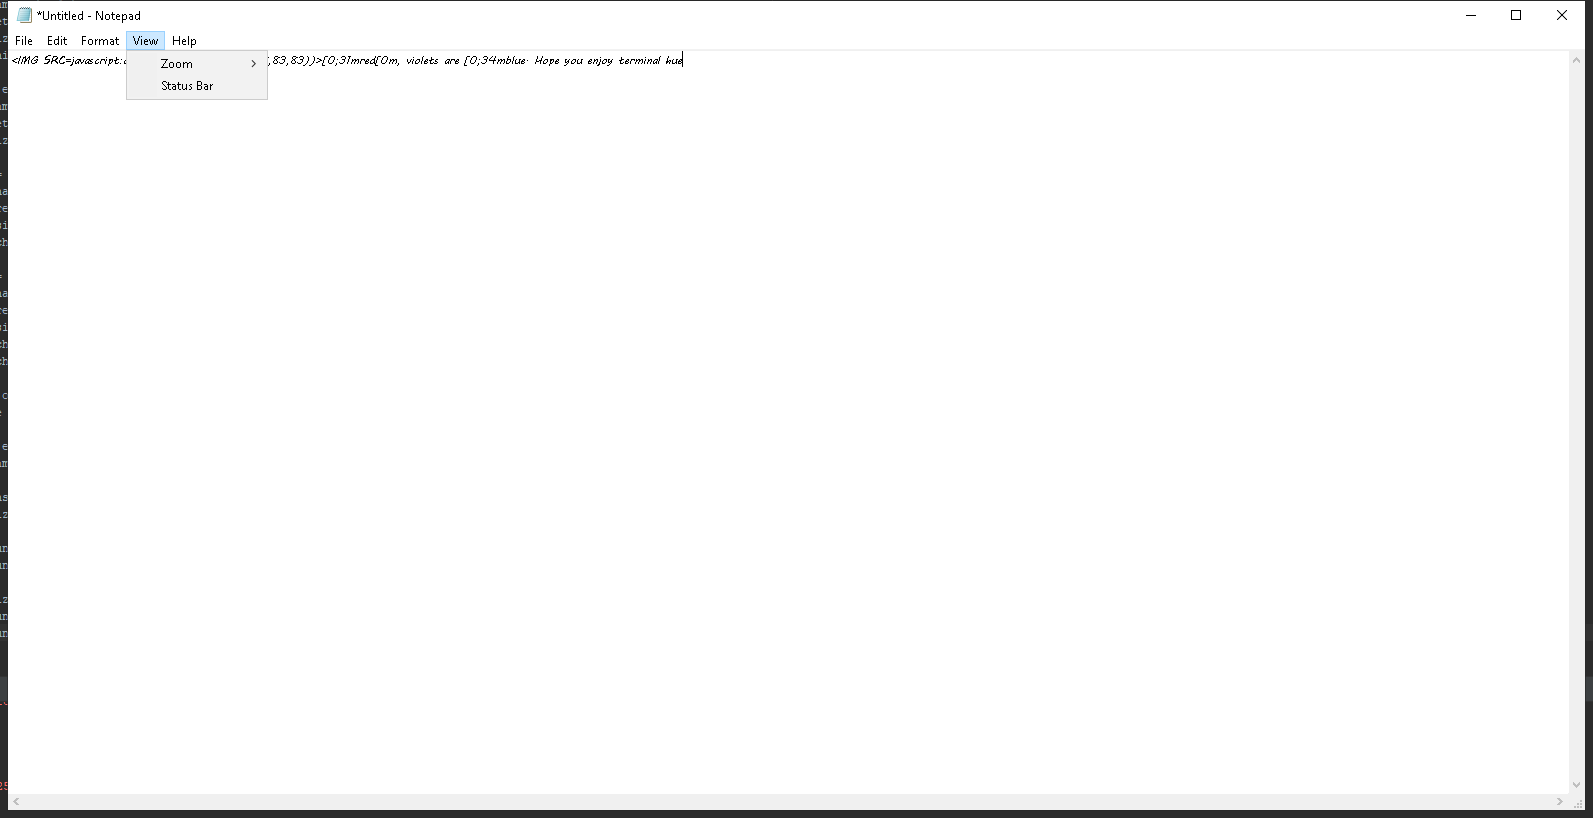 *Untitled - Notepad
File Edit Format View Help
<IMG SRC=javascript: ,83,83))>[0;31mred[0m, violets are [0;34mblue. Hope you enjoy terminal hue
Zoom
Status Bar